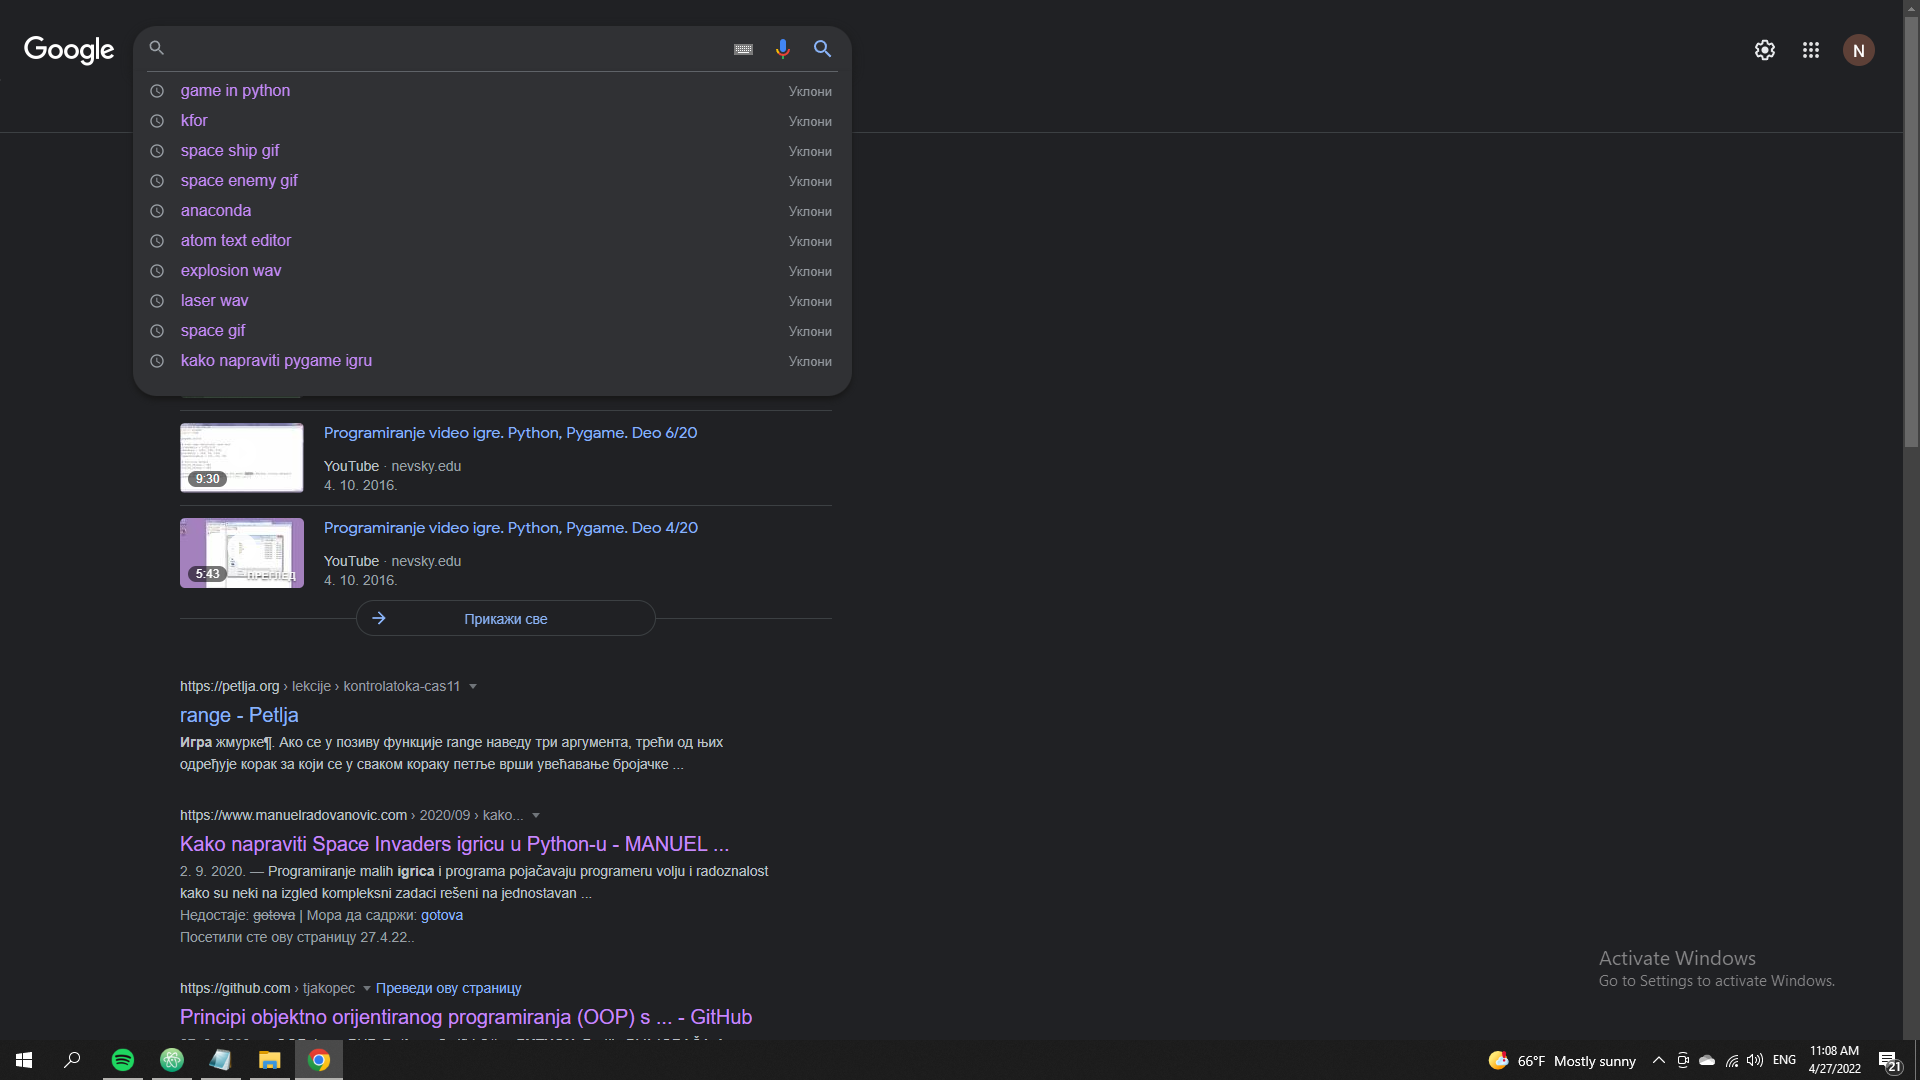 Google
N
game in python Уклони
kfor Уклони
space ship gif Уклони
space enemy gif Уклони
anaconda Уклони
atom text editor Уклони
explosion wav Уклони
laser wav Уклони
space gif Уклони
kako napraviti pygame igru Уклони
Programiranje video igre. Python, Pygame. Deo 6/20
9:30
YouTube · nevsky.edu
4. 10. 2016.
Programiranje video igre. Python, Pygame. Deo 4/20
5:43
ПРЕГЛЕД
YouTube · nevsky.edu
4. 10. 2016.
Прикажи све
https://petlja.org › lekcije › kontrolatoka-cas11
range - Petlja
Игра жмурке¶. Ако се у позиву функције range наведу три аргумента, трећи од њих
одређује корак за који се у сваком кораку петље врши увећавање бројачке ...
https://www.manuelradovanovic.com › 2020/09 › kako...
Kako napraviti Space Invaders igricu u Python-u - MANUEL ...
2. 9. 2020. — Programiranje malih igrica i programa pojačavaju programeru volju i radoznalost
kako su neki na izgled kompleksni zadaci rešeni na jednostavan ...
Недостаје: gotova | Мора да садржи: gotova
Посетили сте ову страницу 27.4.22..
https://github.com › tjakopec Преведи ову страницу
Principi objektno orijentiranog programiranja (OOP) s ... - GitHub
Activate Windows
Go to Settings to activate Windows.
66°F Mostly sunny ENG 11:08 AM
4/27/2022
21